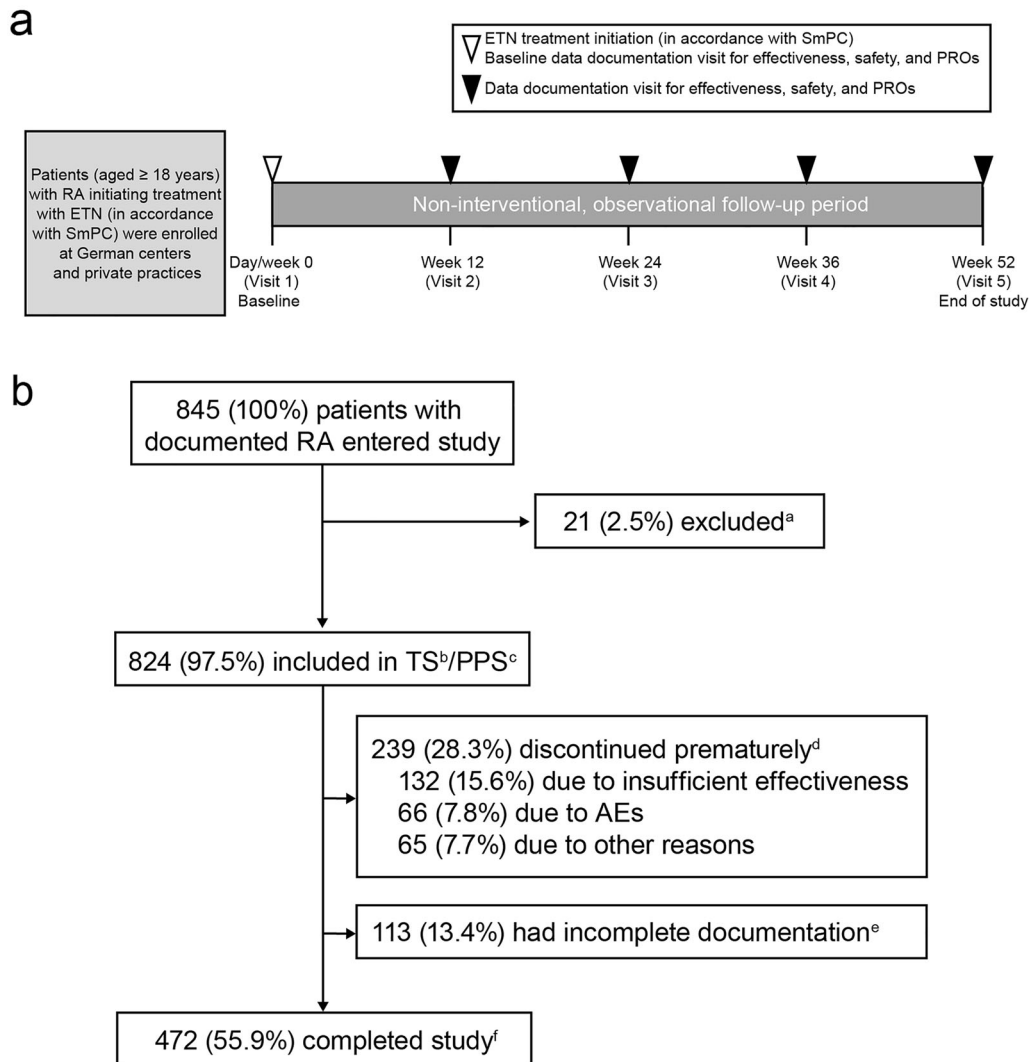 a
ETN treatment initiation (in accordance with SmPC)
Baseline data documentation visit for effectiveness, safety, and PROs
Data documentation visit for effectiveness, safety, and PROs
Patients (aged ≥ 18 years)
with RA initiating treatment
with ETN (in accordance
with SmPC) were enrolled
at German centers
and private practices
Non-interventional, observational follow-up period
Day/week 0
(Visit 1)
Baseline
Week 12
(Visit 2)
Week 24
(Visit 3)
Week 36
(Visit 4)
Week 52
(Visit 5)
End of study
b
845 (100%) patients with
documented RA entered study
21 (2.5%) excludedᵃ
824 (97.5%) included in TSᵇ/PPSᶜ
239 (28.3%) discontinued prematurelyᵈ
132 (15.6%) due to insufficient effectiveness
66 (7.8%) due to AEs
65 (7.7%) due to other reasons
113 (13.4%) had incomplete documentationᵉ
472 (55.9%) completed studyᶠ